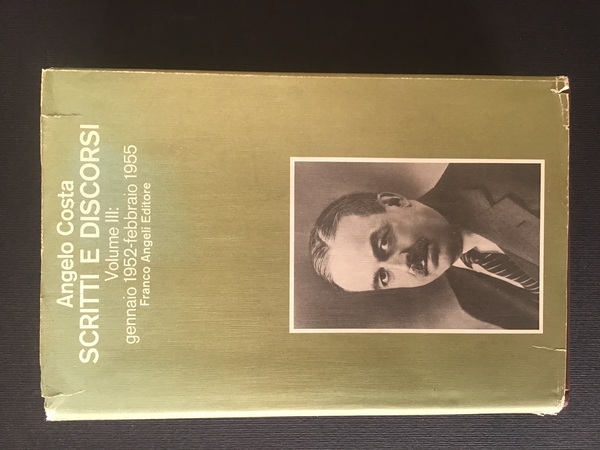 Angelo Costa
SCRITTI E DISCORSI
Volume III:
gennaio 1952-febbraio 1955
Franco Angeli Editore